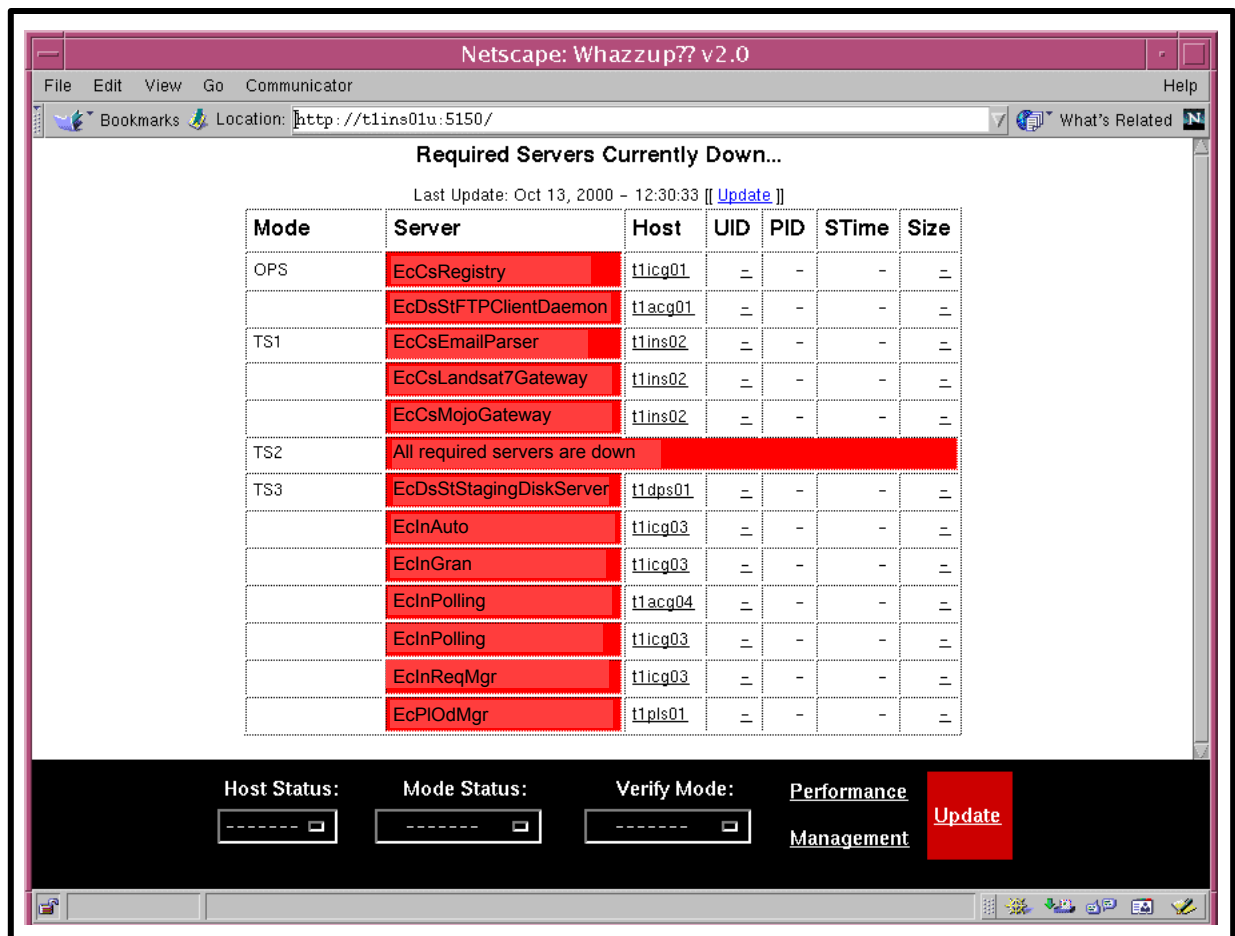 Netscape: Whazzup?? v2.0
File Edit View Go Communicator Help
Bookmarks Location: http://t1ins01u:5150/ What's Related N
Required Servers Currently Down...
Last Update: Oct 13, 2000 - 12:30:33 [[ Update ]]
Mode Server Host UID PID STime Size
OPS EcCsRegistry t1icg01 - - - -
EcDsStFTPClientDaemon t1acg01 - - - -
TS1 EcCsEmailParser t1ins02 - - - -
EcCsLandsat7Gateway t1ins02 - - - -
EcCsMojoGateway t1ins02 - - - -
TS2 All required servers are down
TS3 EcDsStStagingDiskServer t1dps01 - - - -
EcInAuto t1icg03 - - - -
EcInGran t1icg03 - - - -
EcInPolling t1acg04 - - - -
EcInPolling t1icg03 - - - -
EcInReqMgr t1icg03 - - - -
EcPlOdMgr t1pls01 - - - -
Host Status: Mode Status: Verify Mode: Performance
------- ------- ------- Update
Management